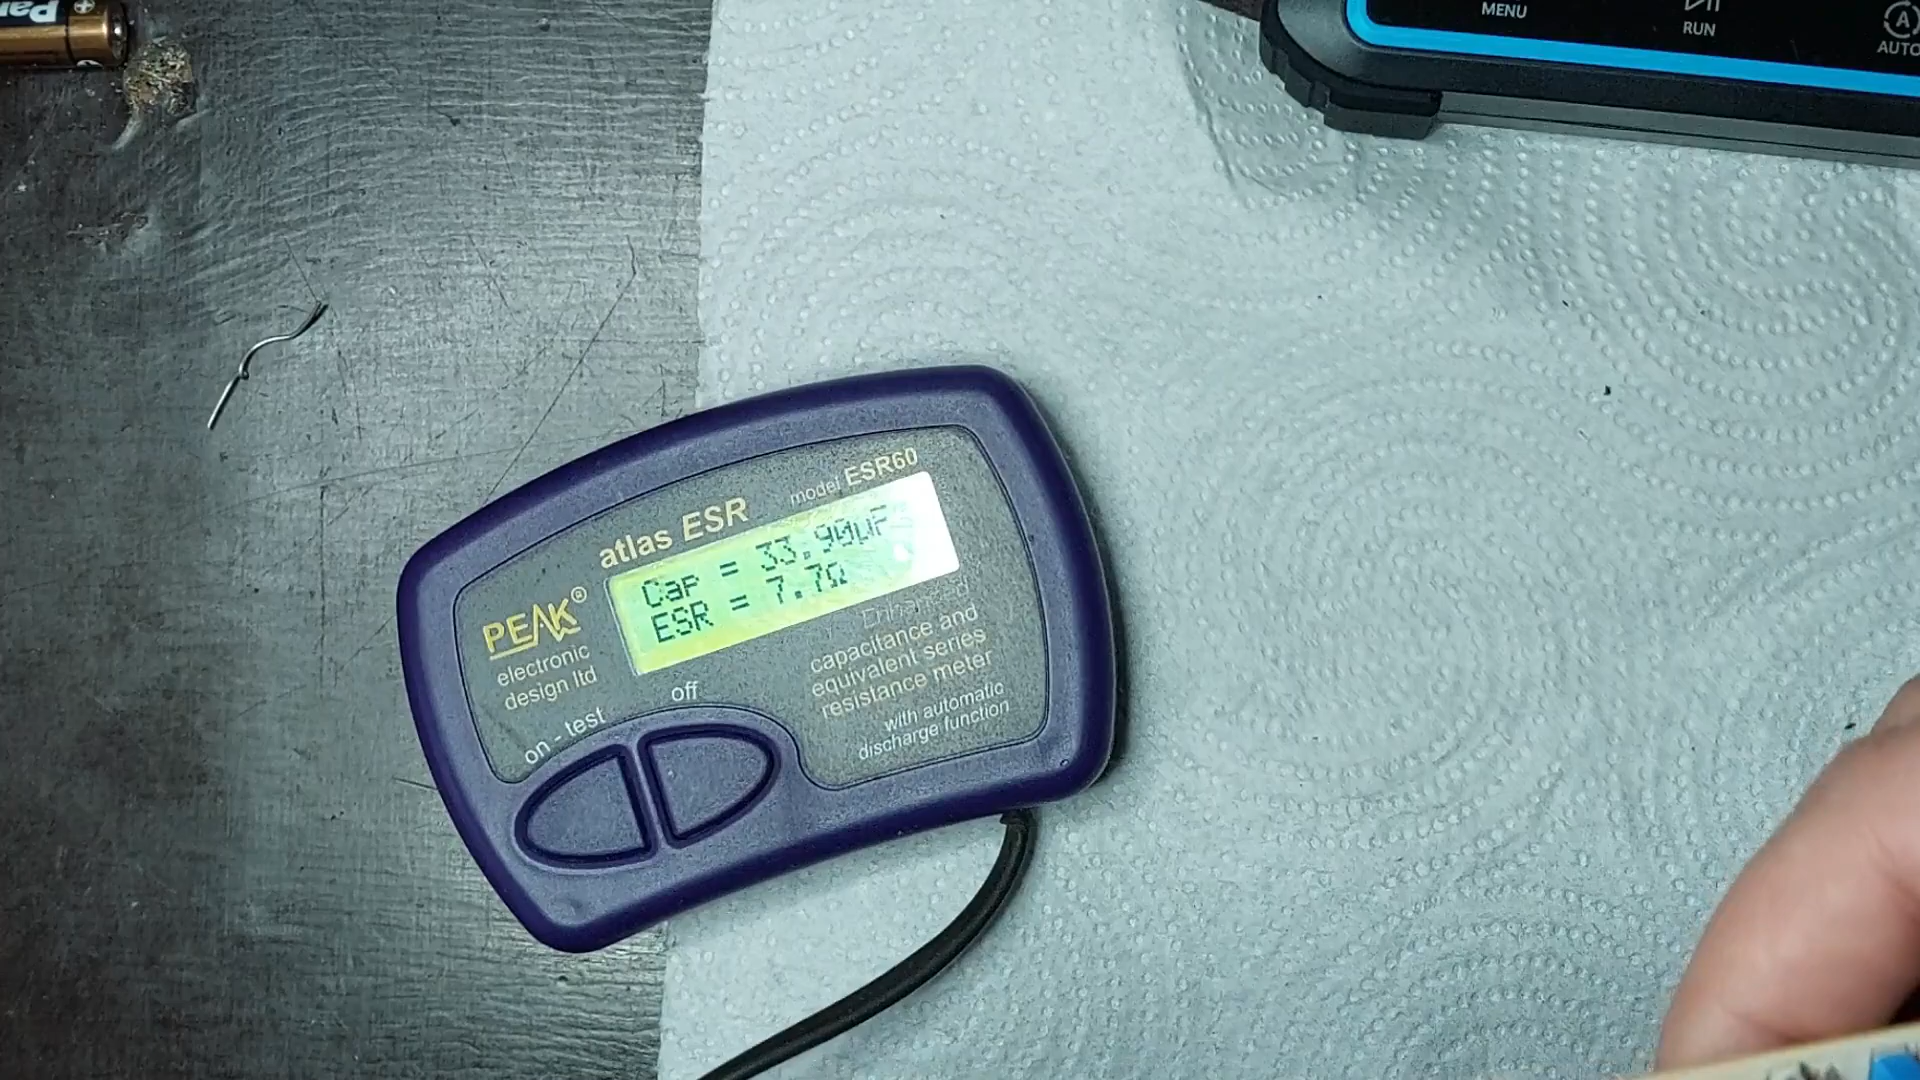 MENU
RUN
AUTO
atlas ESR
model ESR60
Cap = 33.90µF
ESR = 7.7Ω
PEAK®
electronic
design ltd
Enhanced
capacitance and
equivalent series
resistance meter
with automatic
discharge function
on - test
off